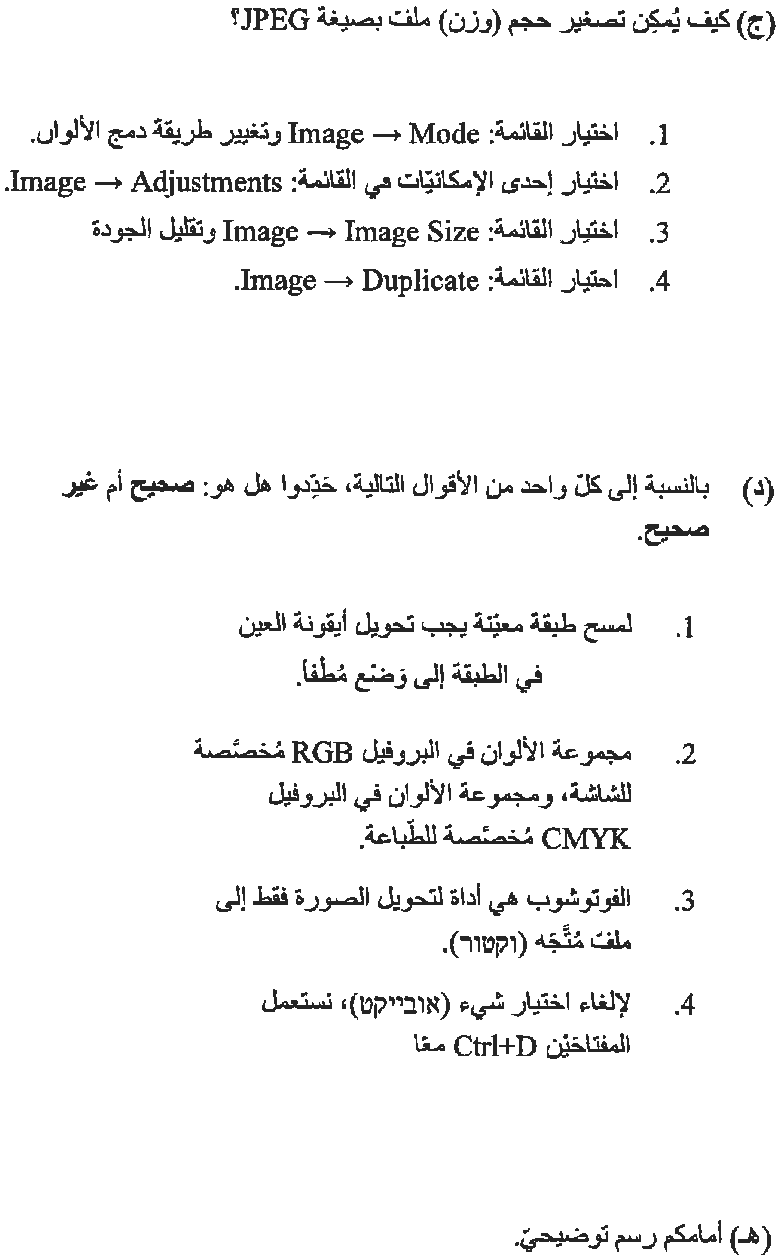 (ج) كيف يُمكِن تصغير حجم (وزن) ملفّ بصيغة JPEG؟
1. اختيار القائمة: Image → Mode وتغيير طريقة دمج الألوان.
2. اختيار إحدى الإمكانيّات في القائمة: Image → Adjustments.
3. اختيار القائمة: Image → Image Size وتقليل الجودة
4. اختيار القائمة: Image → Duplicate.
(د) بالنسبة إلى كلّ واحد من الأقوال التالية، حَدِّدوا هل هو: صحيح أم غير
صحيح.
1. لمسح طبقة معيّنة يجب تحويل أيقونة العين
في الطبقة إلى وَضْع مُطْفأ.
2. مجموعة الألوان في البروفيل RGB مُخصَّصة
للشاشة، ومجموعة الألوان في البروفيل
CMYK مُخصَّصة للطّباعة.
3. الفوتوشوب هي أداة لتحويل الصورة فقط إلى
ملفّ مُتَّجَه (וקטור).
4. لإلغاء اختيار شيء (אובייקט)، نستعمل
المفتاحَيْن Ctrl+D معًا
(هـ) أمامكم رسم توضيحيّ.